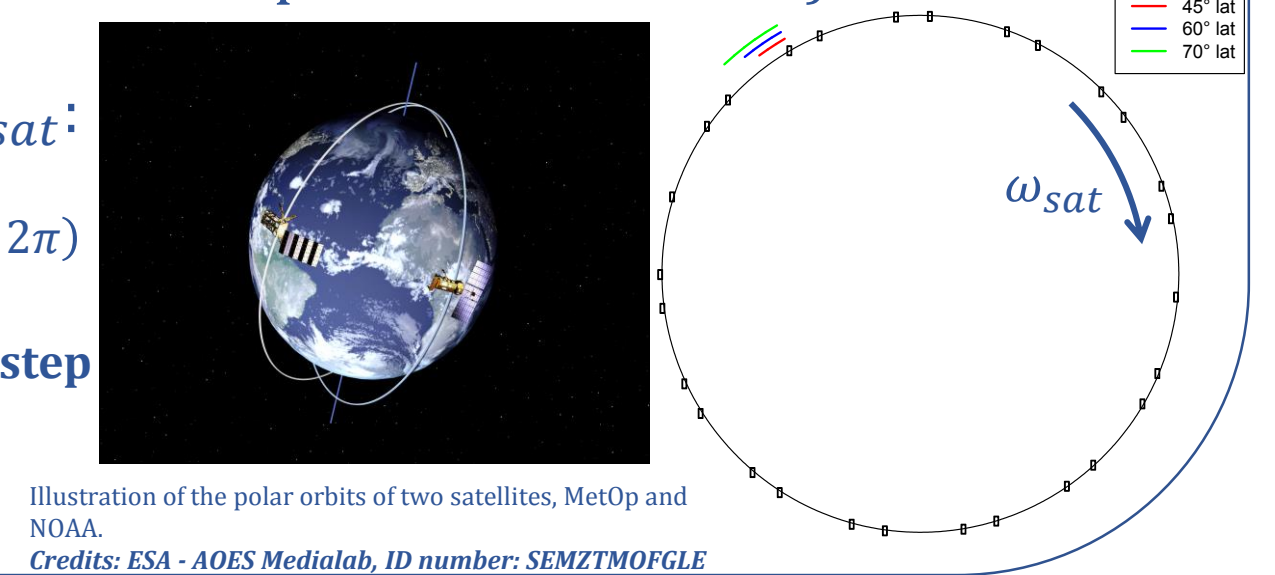 45° lat
60° lat
70° lat
sat:
2π)
step
ω_sat
Illustration of the polar orbits of two satellites, MetOp and
NOAA.
Credits: ESA - AOES Medialab, ID number: SEMZTMOFGLE